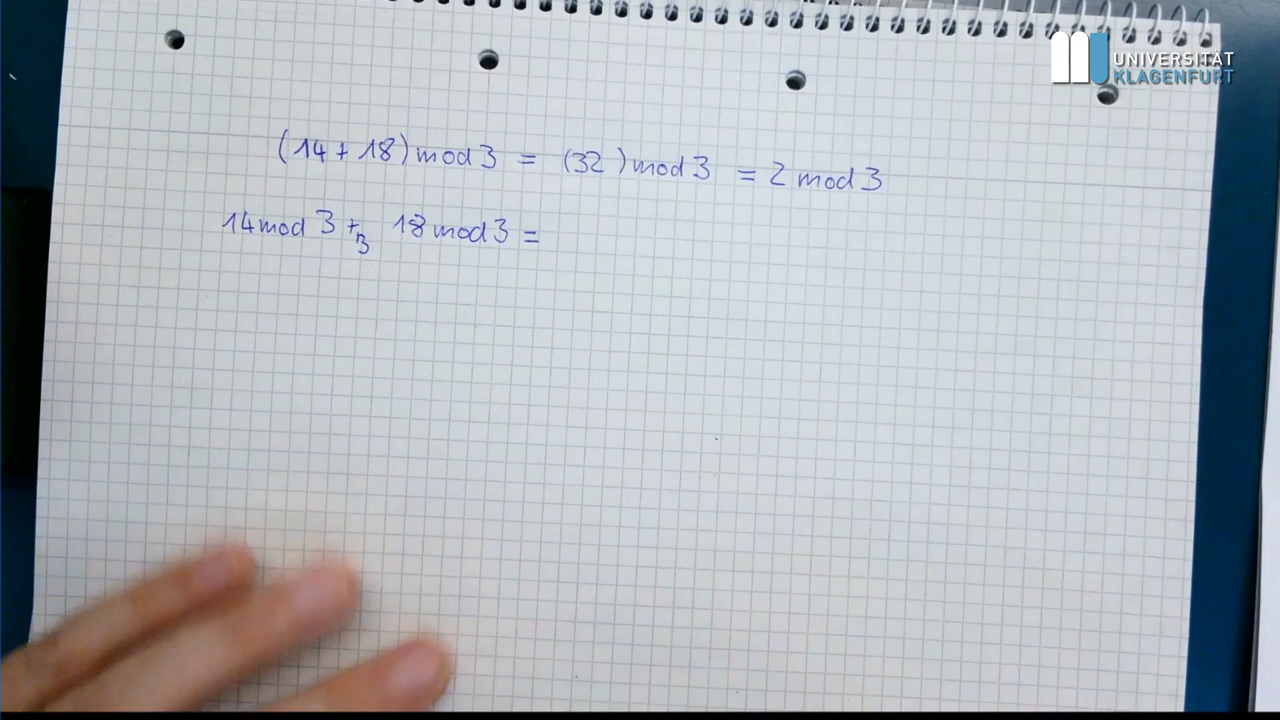 UNIVERSITÄT
KLAGENFURT
(14 + 18) mod 3 = (32) mod 3 = 2 mod 3
14 mod 3 +₃ 18 mod 3 =